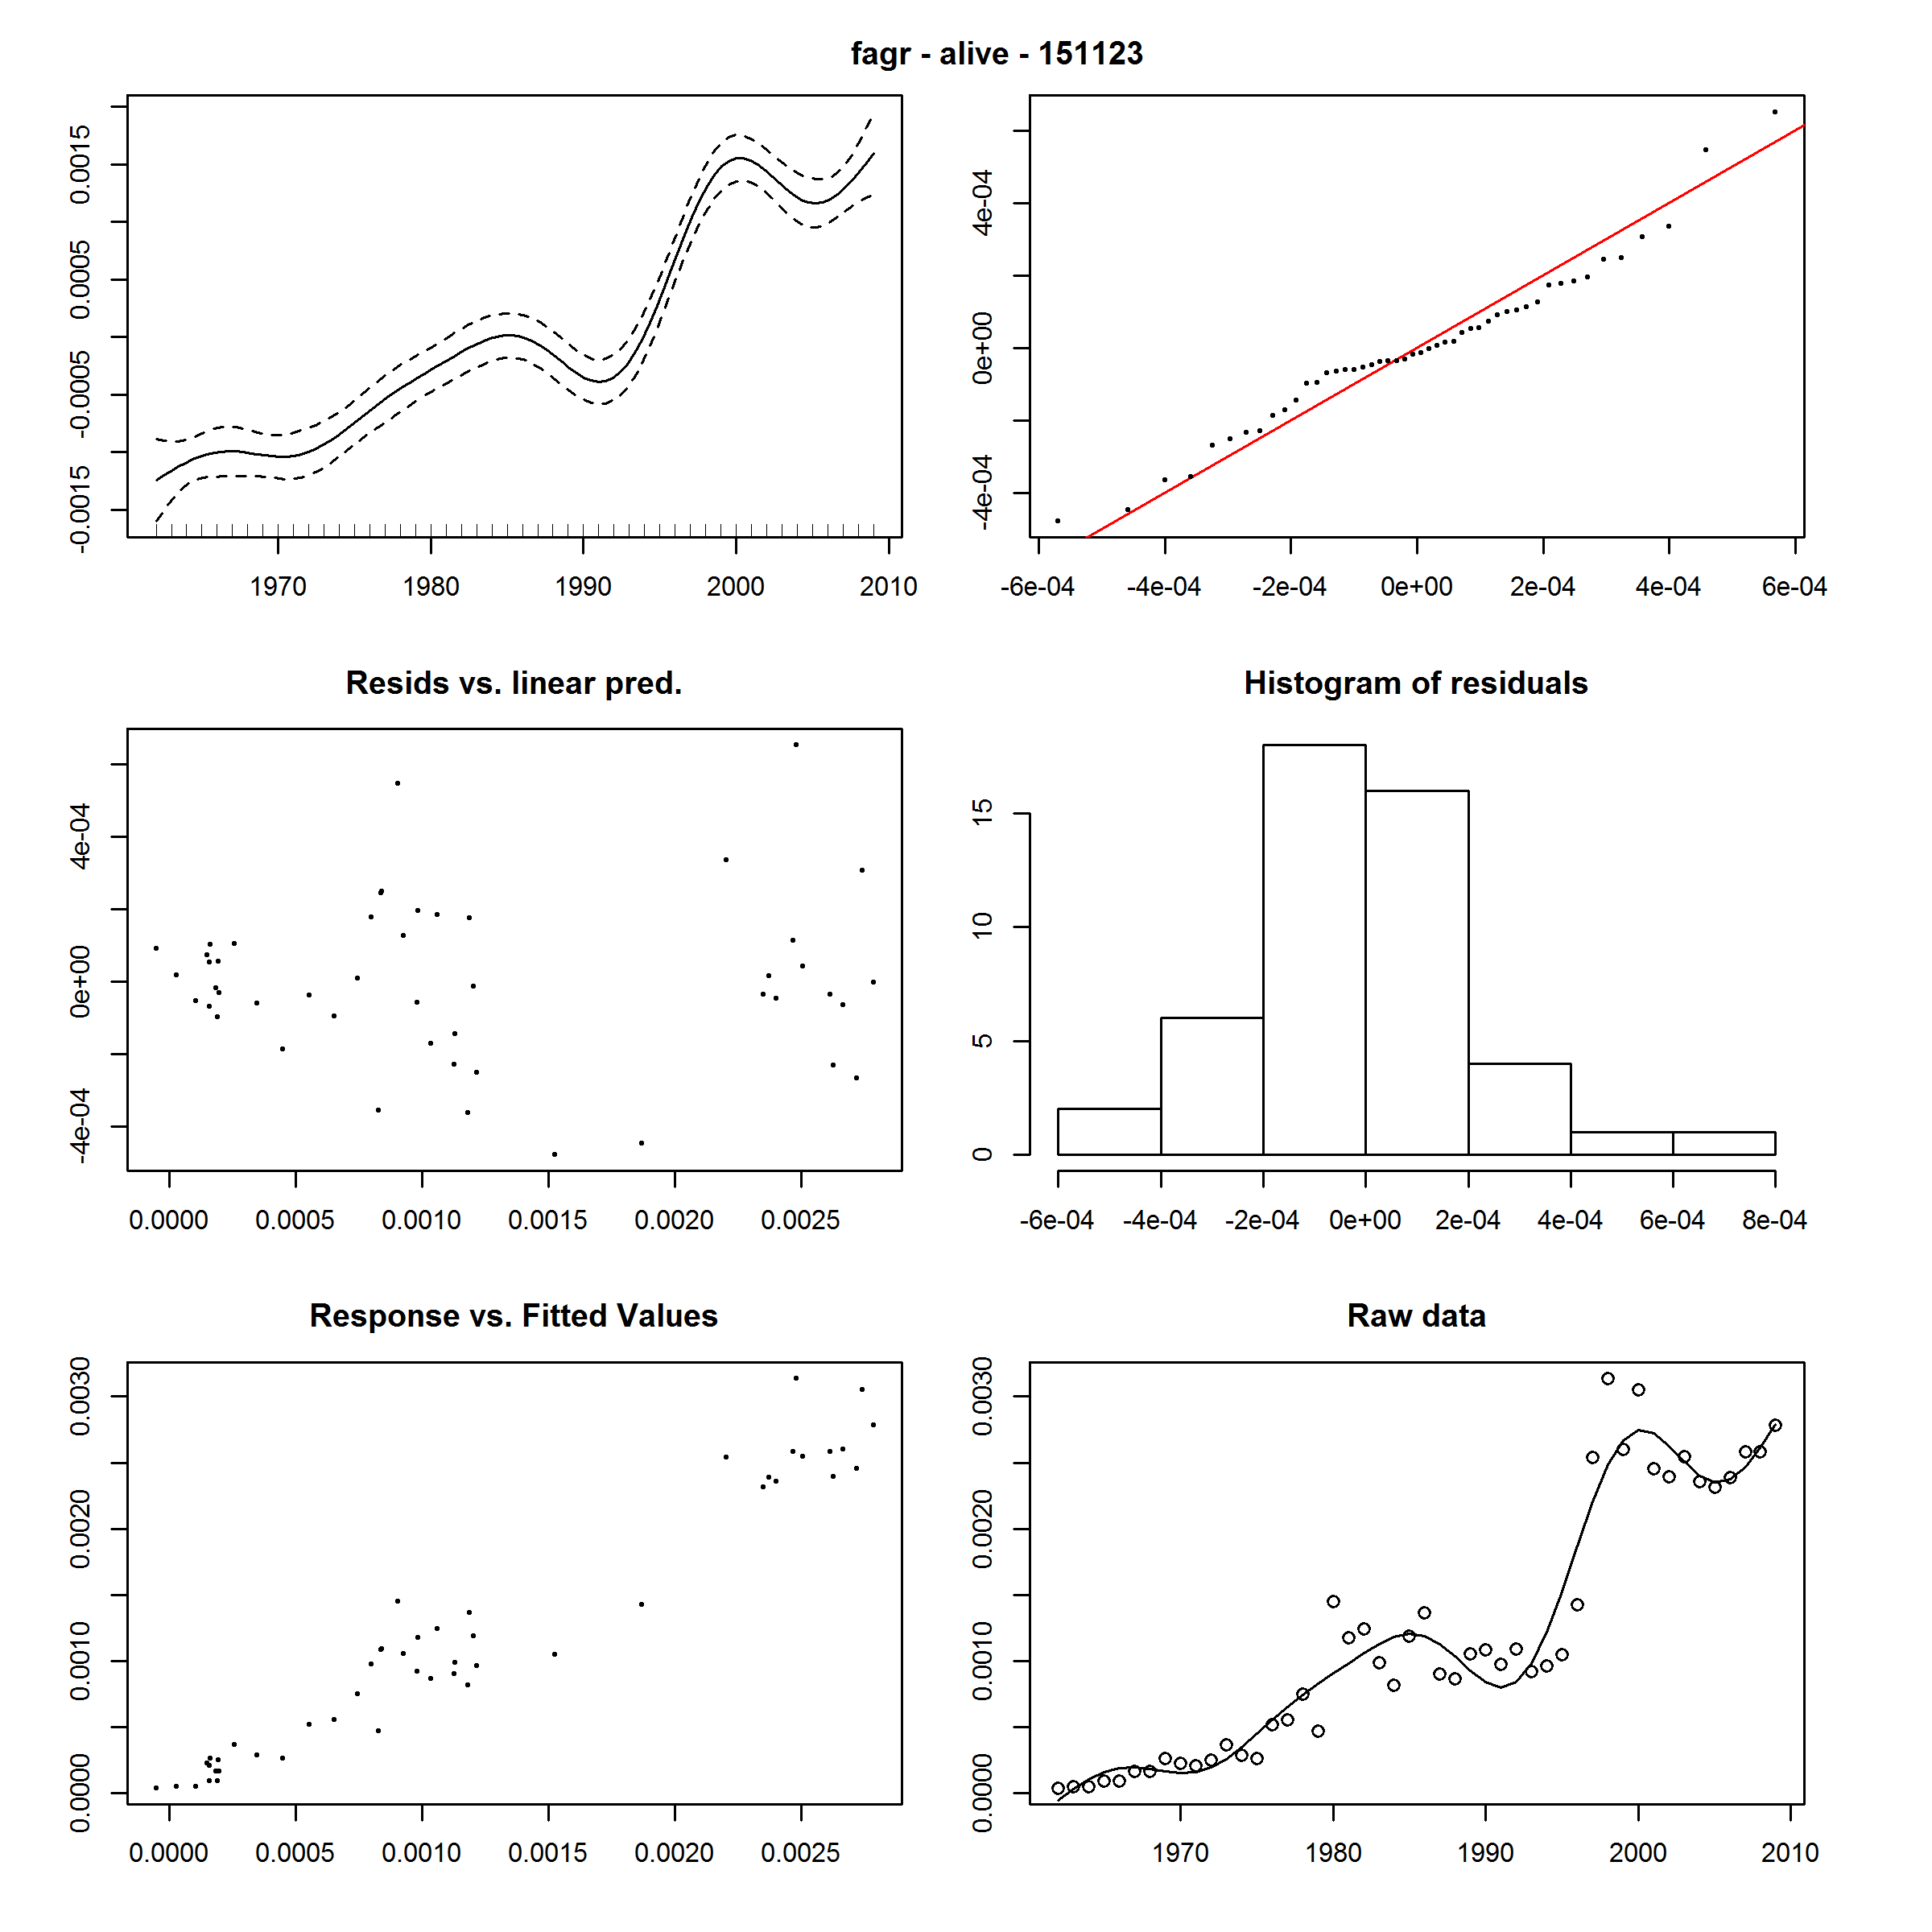 fagr - alive - 151123
0.0015
0.0005
-0.0005
-0.0015
1970 1980 1990 2000 2010
4e-04
0e+00
-4e-04
-6e-04 -4e-04 -2e-04 0e+00 2e-04 4e-04 6e-04
Resids vs. linear pred.
4e-04
0e+00
-4e-04
0.0000 0.0005 0.0010 0.0015 0.0020 0.0025
Histogram of residuals
15
10
5
0
-6e-04 -4e-04 -2e-04 0e+00 2e-04 4e-04 6e-04 8e-04
Response vs. Fitted Values
0.0030
0.0020
0.0010
0.0000
0.0000 0.0005 0.0010 0.0015 0.0020 0.0025
Raw data
0.0030
0.0020
0.0010
0.0000
1970 1980 1990 2000 2010